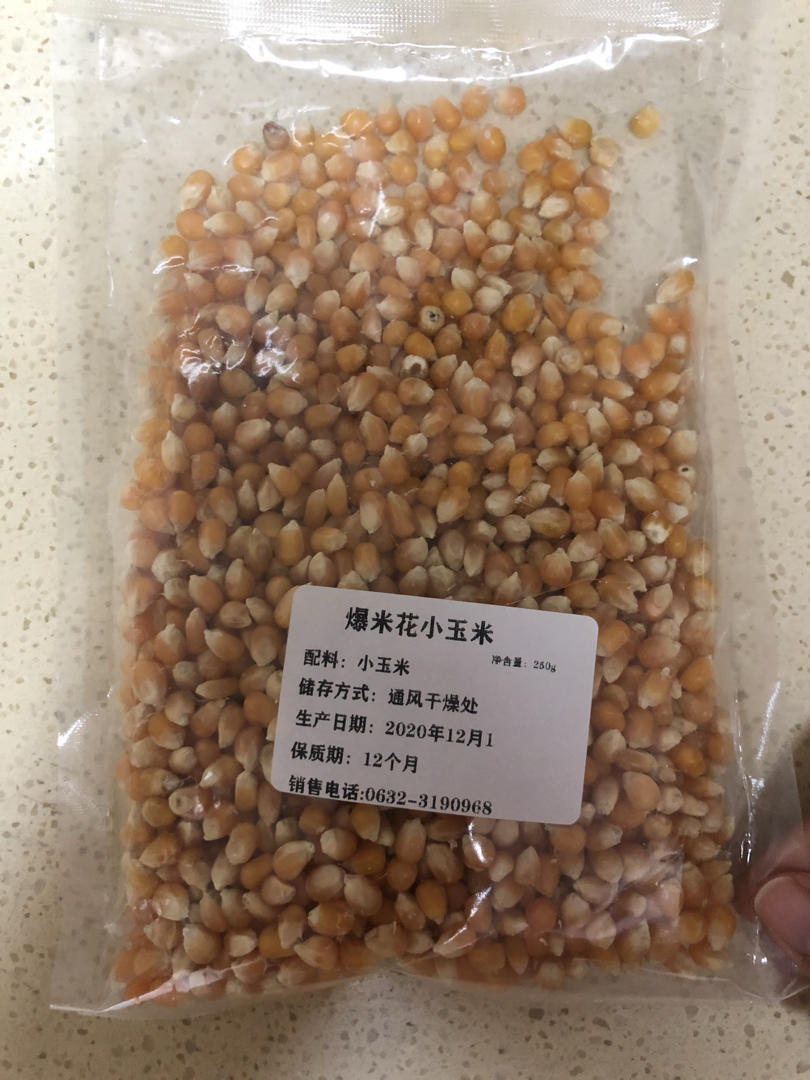 爆米花小玉米
配料：小玉米 净含量：250g
储存方式：通风干燥处
生产日期：2020年12月1
保质期：12个月
销售电话:0632-3190968